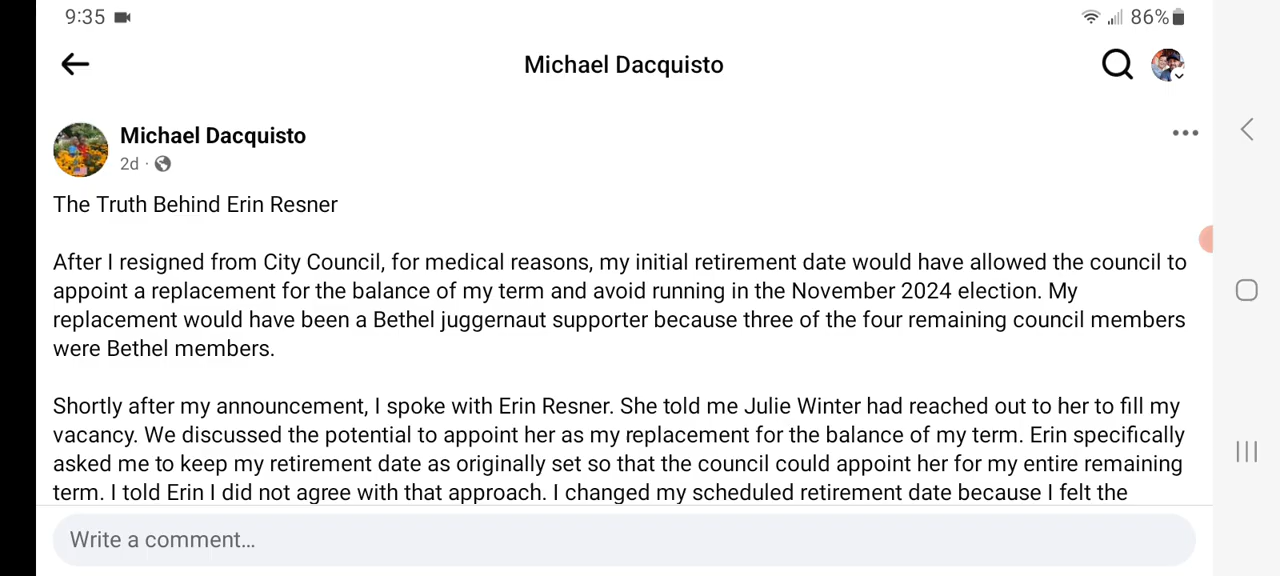 9:35
86%
Michael Dacquisto
Michael Dacquisto
2d ·
The Truth Behind Erin Resner
After I resigned from City Council, for medical reasons, my initial retirement date would have allowed the council to
appoint a replacement for the balance of my term and avoid running in the November 2024 election. My
replacement would have been a Bethel juggernaut supporter because three of the four remaining council members
were Bethel members.
Shortly after my announcement, I spoke with Erin Resner. She told me Julie Winter had reached out to her to fill my
vacancy. We discussed the potential to appoint her as my replacement for the balance of my term. Erin specifically
asked me to keep my retirement date as originally set so that the council could appoint her for my entire remaining
term. I told Erin I did not agree with that approach. I changed my scheduled retirement date because I felt the
Write a comment…